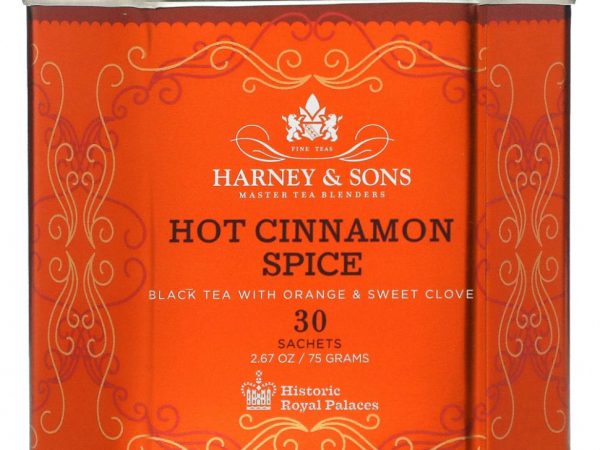 FINE TEAS
HARNEY & SONS
MASTER TEA BLENDERS
HOT CINNAMON
SPICE
BLACK TEA WITH ORANGE & SWEET CLOVE
30
SACHETS
2.67 OZ / 75 GRAMS
Historic
Royal Palaces